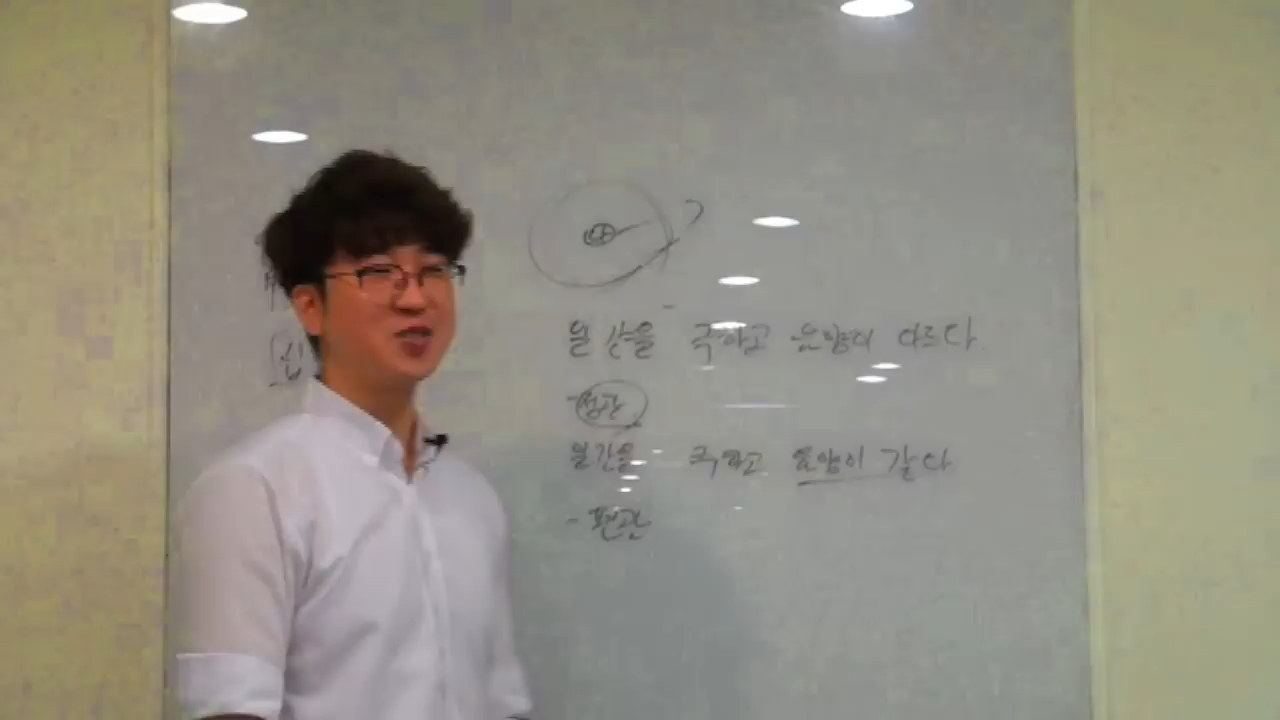 나 ?
일간을 극하고 음양이 다르다
정관
일간을 극하고 음양이 같다
- 편관